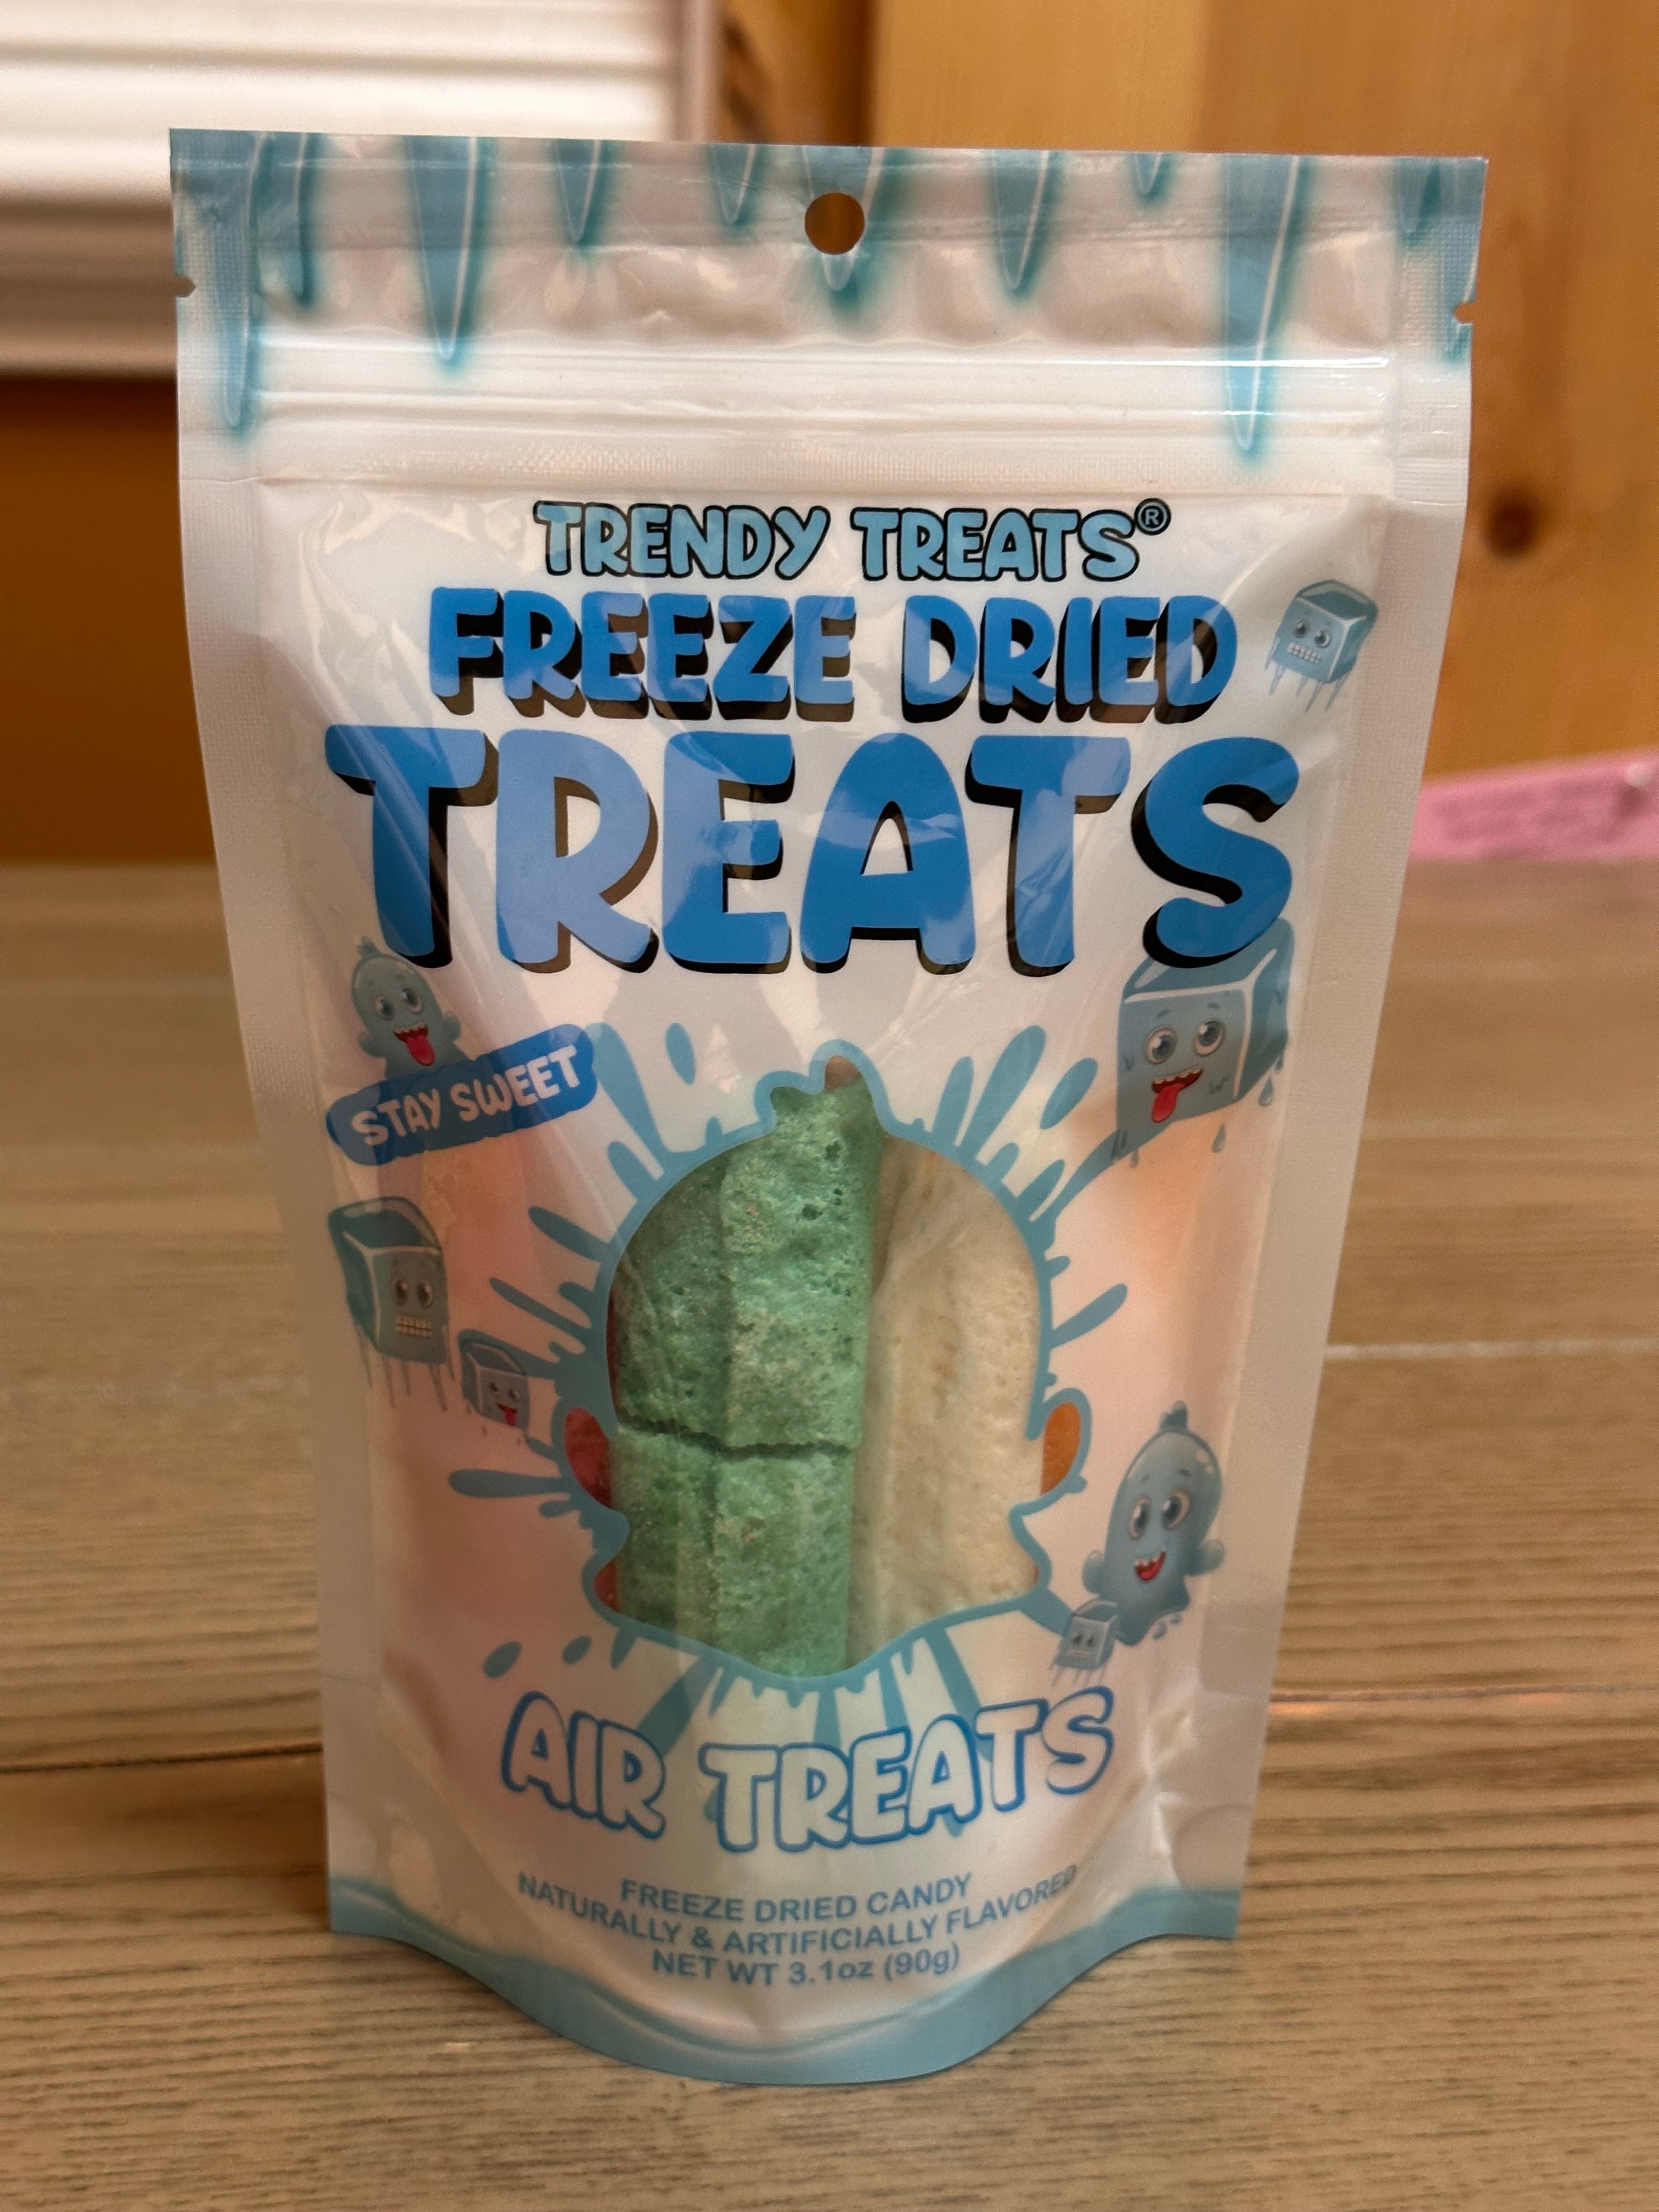 TRENDY TREATS®
FREEZE DRIED
TREATS
STAY SWEET
AIR TREATS
FREEZE DRIED CANDY
NATURALLY & ARTIFICIALLY FLAVORED
NET WT 3.1oz (90g)